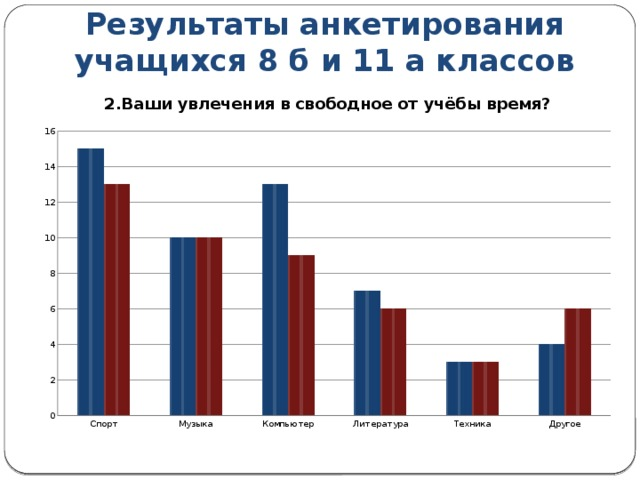 Результаты анкетирования
учащихся 8 б и 11 а классов
2.Ваши увлечения в свободное от учёбы время?
16
14
12
10
8
6
4
2
0
Спорт Музыка Компьютер Литература Техника Другое